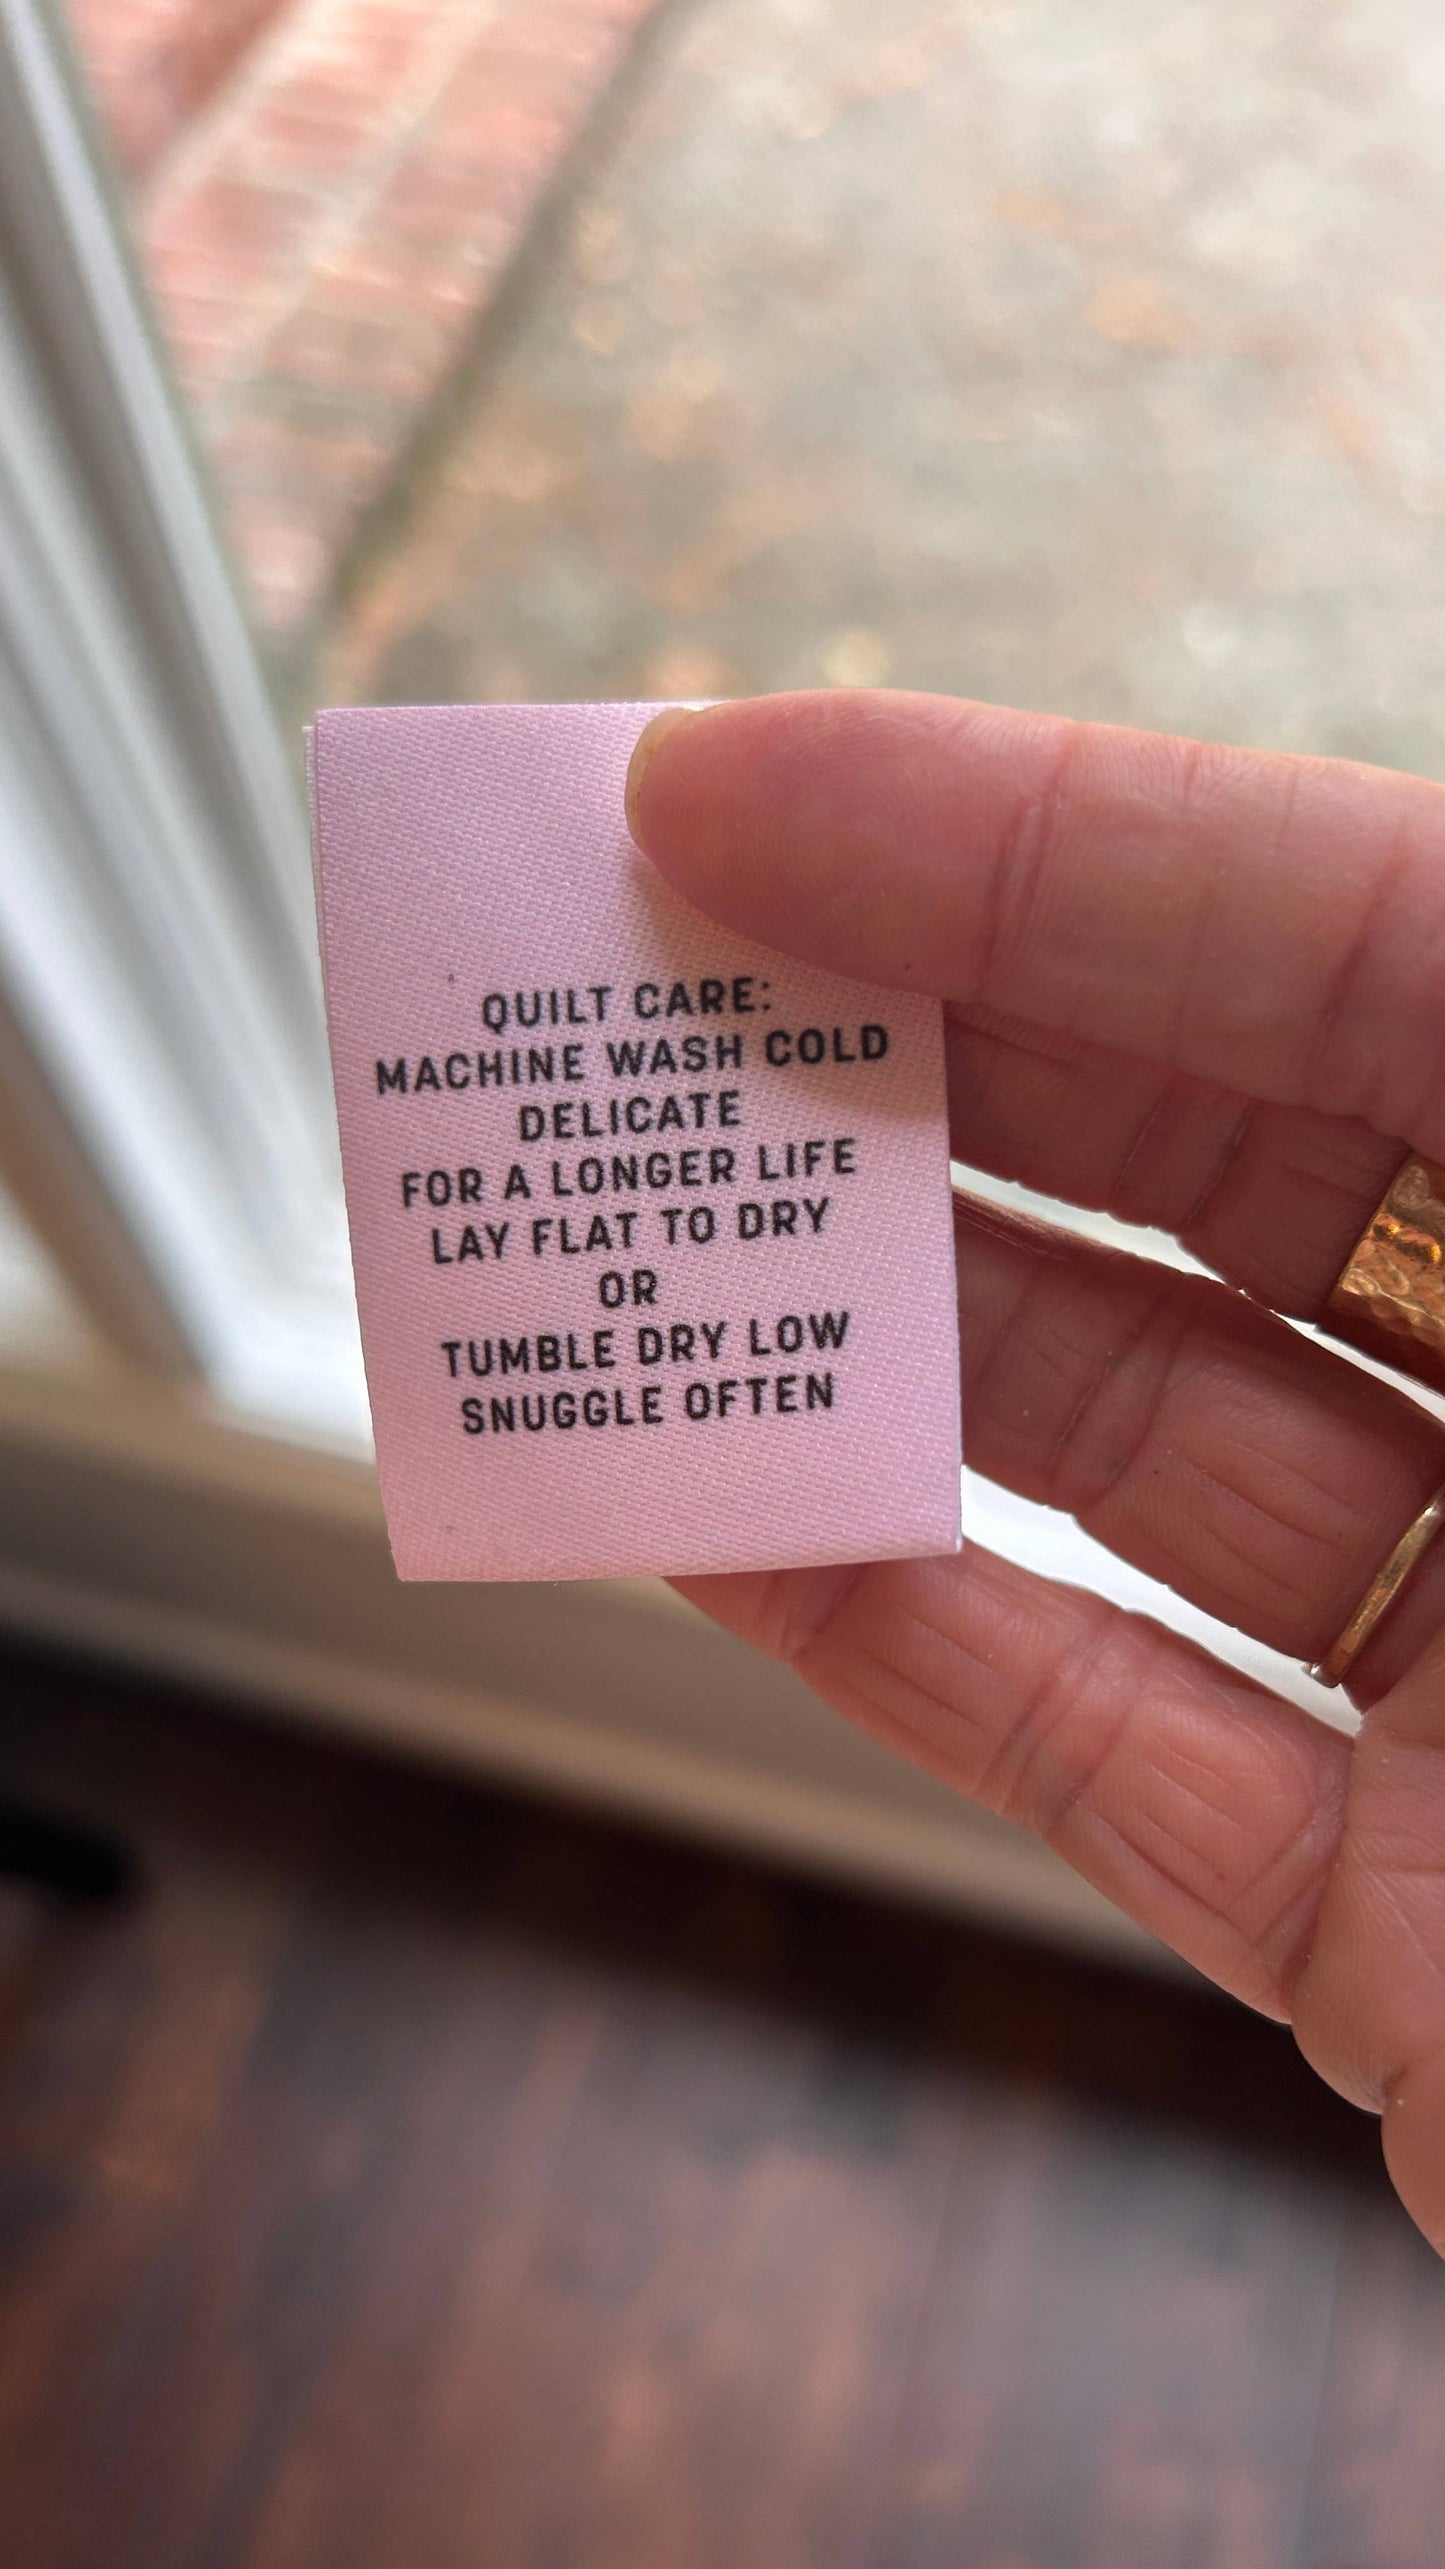 QUILT CARE:
MACHINE WASH COLD
DELICATE
FOR A LONGER LIFE
LAY FLAT TO DRY
OR
TUMBLE DRY LOW
SNUGGLE OFTEN